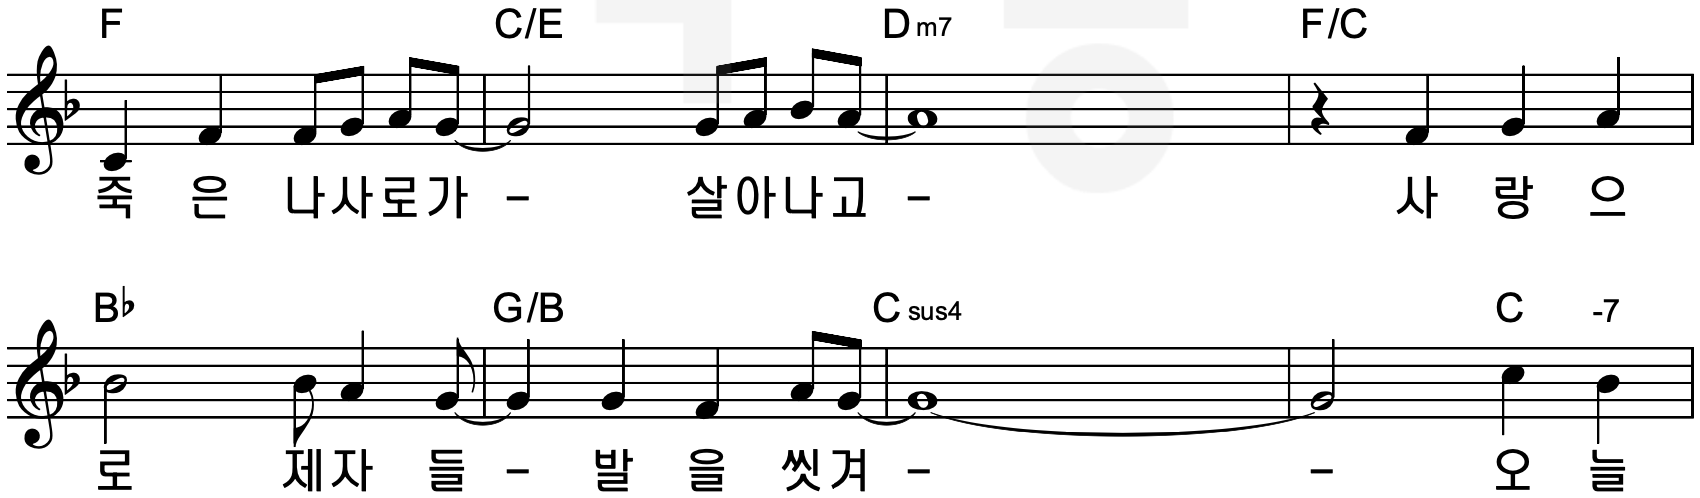 F C/E Dm7 F/C
죽 은 나사로가 - 살아나고 - 사 랑 으
B♭ G/B Csus4 C -7
로 제자 들 - 발 을 씻겨 - - 오 늘